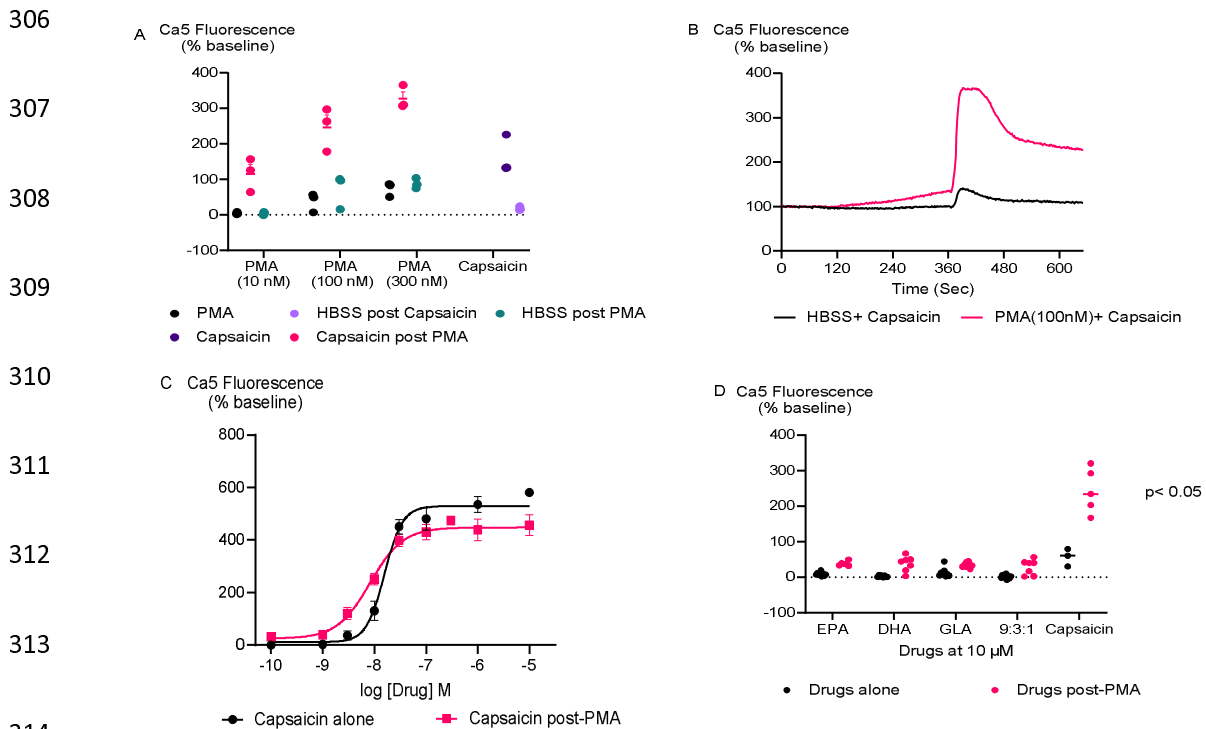 306
A Ca5 Fluorescence
(% baseline)
400
300
200
100
0
-100
PMA
(10 nM)
PMA
(100 nM)
PMA
(300 nM)
Capsaicin
PMA
HBSS post Capsaicin
HBSS post PMA
Capsaicin
Capsaicin post PMA
B Ca5 Fluorescence
(% baseline)
400
300
200
100
0
0 120 240 360 480 600
Time (Sec)
HBSS+ Capsaicin
PMA(100nM)+ Capsaicin
307
308
309
310
C Ca5 Fluorescence
(% baseline)
800
600
400
200
0
-10 -9 -8 -7 -6 -5
log [Drug] M
Capsaicin alone
Capsaicin post-PMA
D Ca5 Fluorescence
(% baseline)
400
300
200
100
0
-100
EPA DHA GLA 9:3:1 Capsaicin
Drugs at 10 µM
Drugs alone
Drugs post-PMA
p< 0.05
311
312
313